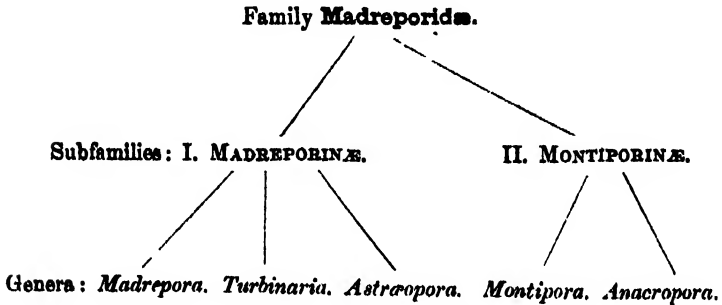 Family Madreporidæ.
Subfamilies: I. MADREPORINÆ. II. MONTIPORINÆ.
Genera: Madrepora. Turbinaria. Astræopora. Montipora. Anacropora.